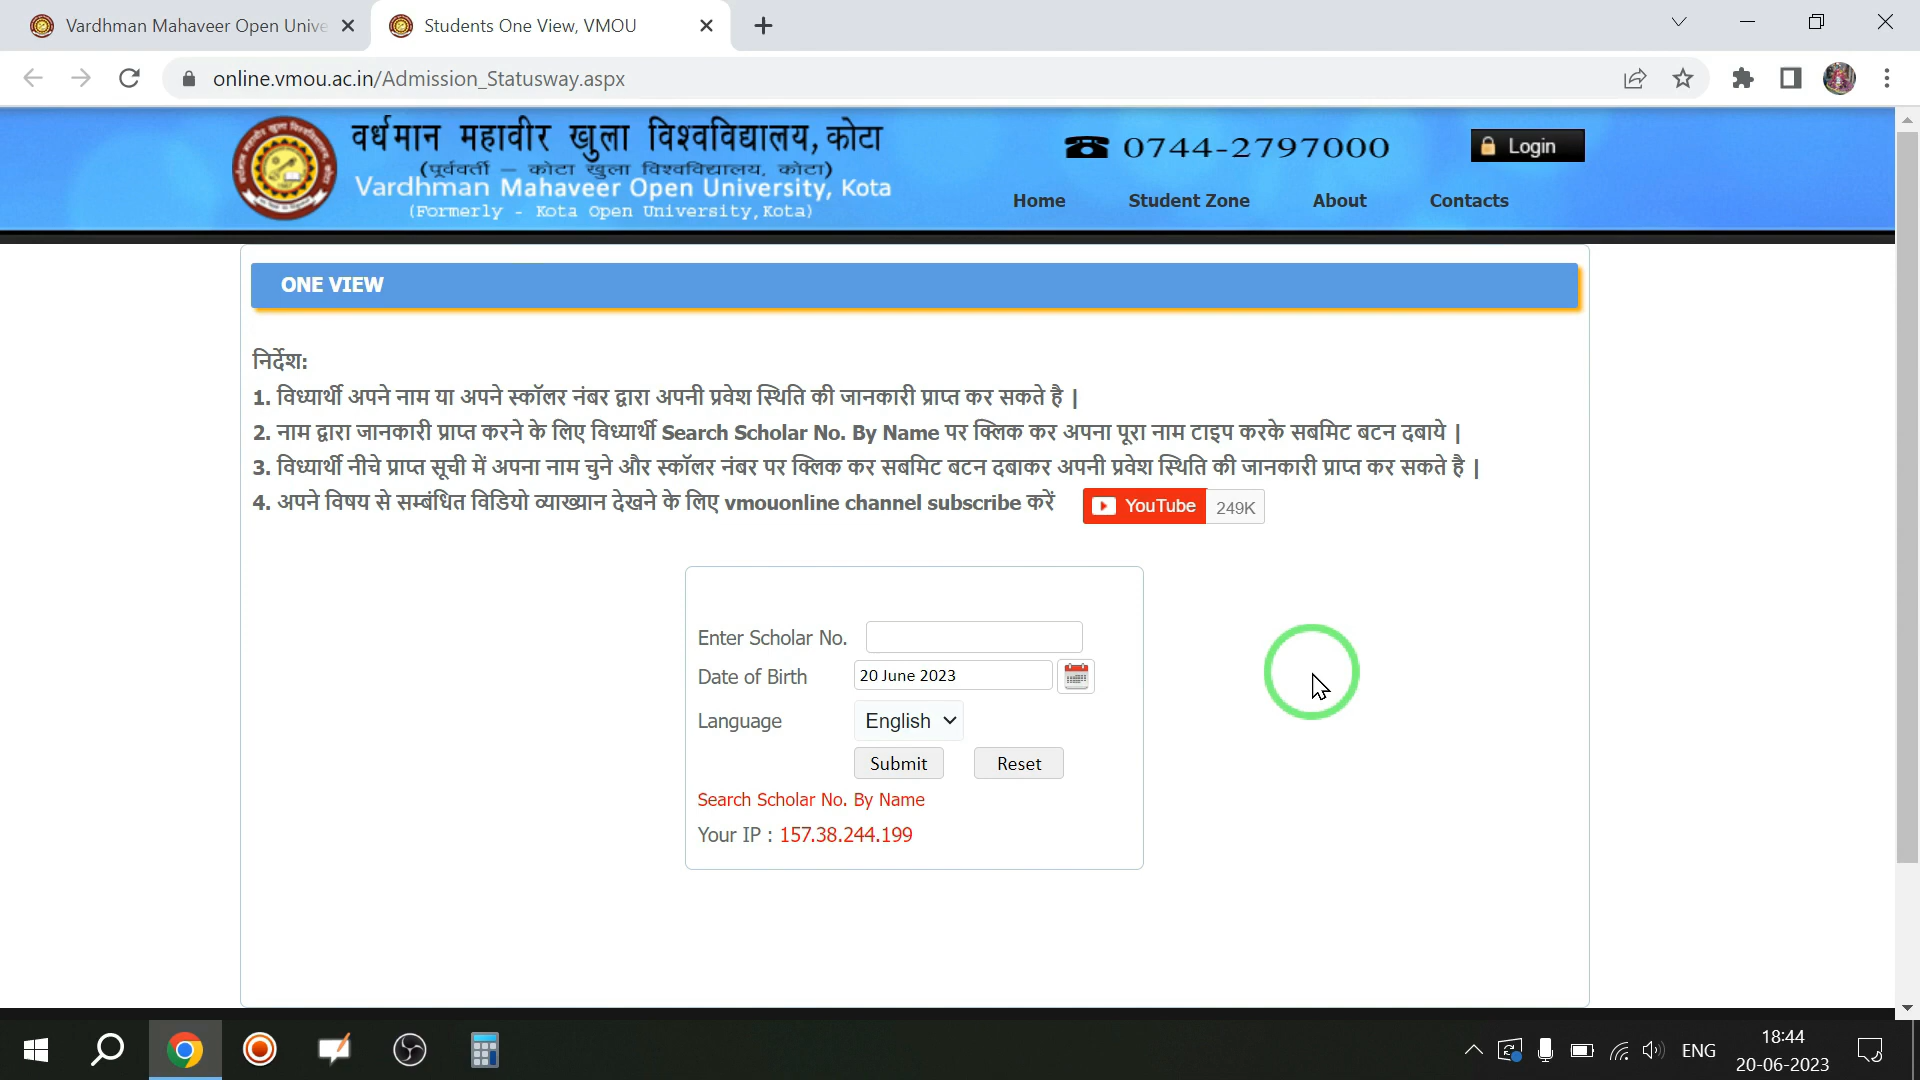 Vardhman Mahaveer Open Unive
Students One View, VMOU
online.vmou.ac.in/Admission_Statusway.aspx
वर्धमान महावीर खुला विश्वविद्यालय, कोटा
(पूर्ववर्ती – कोटा खुला विश्वविद्यालय, कोटा)
Vardhman Mahaveer Open University, Kota
(Formerly - Kota Open University, Kota)
0744-2797000
Login
Home
Student Zone
About
Contacts
ONE VIEW
निर्देश:
1. विध्यार्थी अपने नाम या अपने स्कॉलर नंबर द्वारा अपनी प्रवेश स्थिति की जानकारी प्राप्त कर सकते है |
2. नाम द्वारा जानकारी प्राप्त करने के लिए विध्यार्थी Search Scholar No. By Name पर क्लिक कर अपना पूरा नाम टाइप करके सबमिट बटन दबाये |
3. विध्यार्थी नीचे प्राप्त सूची में अपना नाम चुने और स्कॉलर नंबर पर क्लिक कर सबमिट बटन दबाकर अपनी प्रवेश स्थिति की जानकारी प्राप्त कर सकते है |
4. अपने विषय से सम्बंधित विडियो व्याख्यान देखने के लिए vmouonline channel subscribe करें
YouTube 249K
Enter Scholar No.
Date of Birth 20 June 2023
Language English
Submit Reset
Search Scholar No. By Name
Your IP : 157.38.244.199
ENG
18:44
20-06-2023